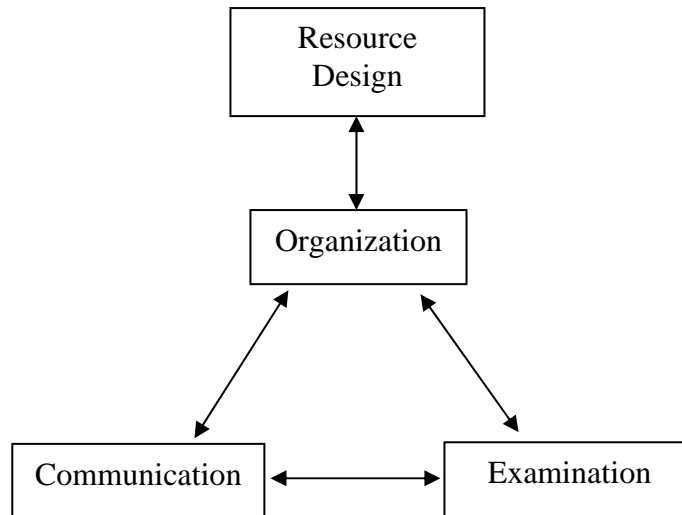 Resource
Design
Organization
Communication
Examination